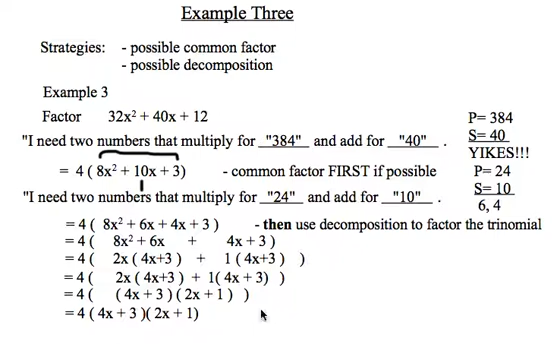 Example Three
Strategies: - possible common factor
- possible decomposition
Example 3
Factor 32x² + 40x + 12
P= 384
"I need two numbers that multiply for "384" and add for "40" .
S= 40
YIKES!!!
= 4 ( 8x² + 10x + 3) - common factor FIRST if possible
P= 24
"I need two numbers that multiply for "24" and add for "10" .
S= 10
6, 4
= 4 ( 8x² + 6x + 4x + 3 ) - then use decomposition to factor the trinomial
= 4 ( 8x² + 6x + 4x + 3 )
= 4 ( 2x ( 4x+3 ) + 1 ( 4x+3 ) )
= 4 ( 2x ( 4x+3 ) + 1( 4x + 3) )
= 4 ( ( 4x + 3 ) ( 2x + 1 ) )
= 4 ( 4x + 3 )( 2x + 1)